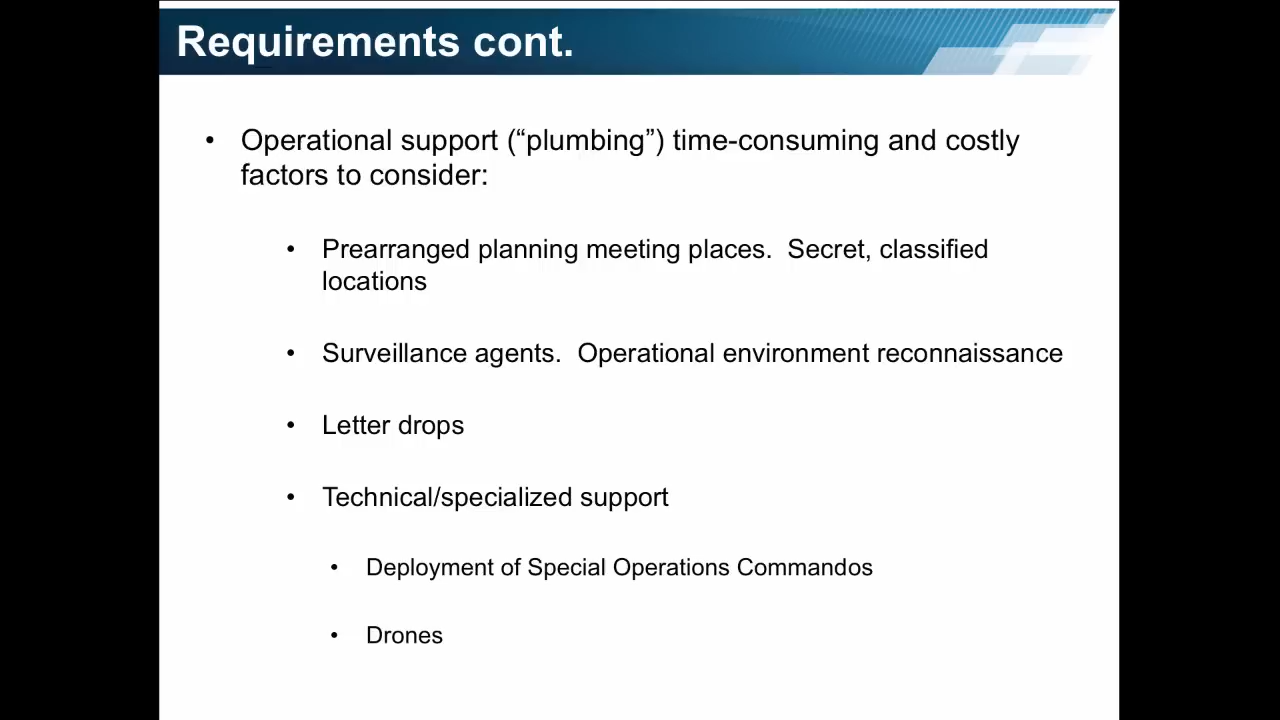 Requirements cont.
• Operational support (“plumbing”) time-consuming and costly
factors to consider:
• Prearranged planning meeting places.  Secret, classified
locations
• Surveillance agents.  Operational environment reconnaissance
• Letter drops
• Technical/specialized support
• Deployment of Special Operations Commandos
• Drones